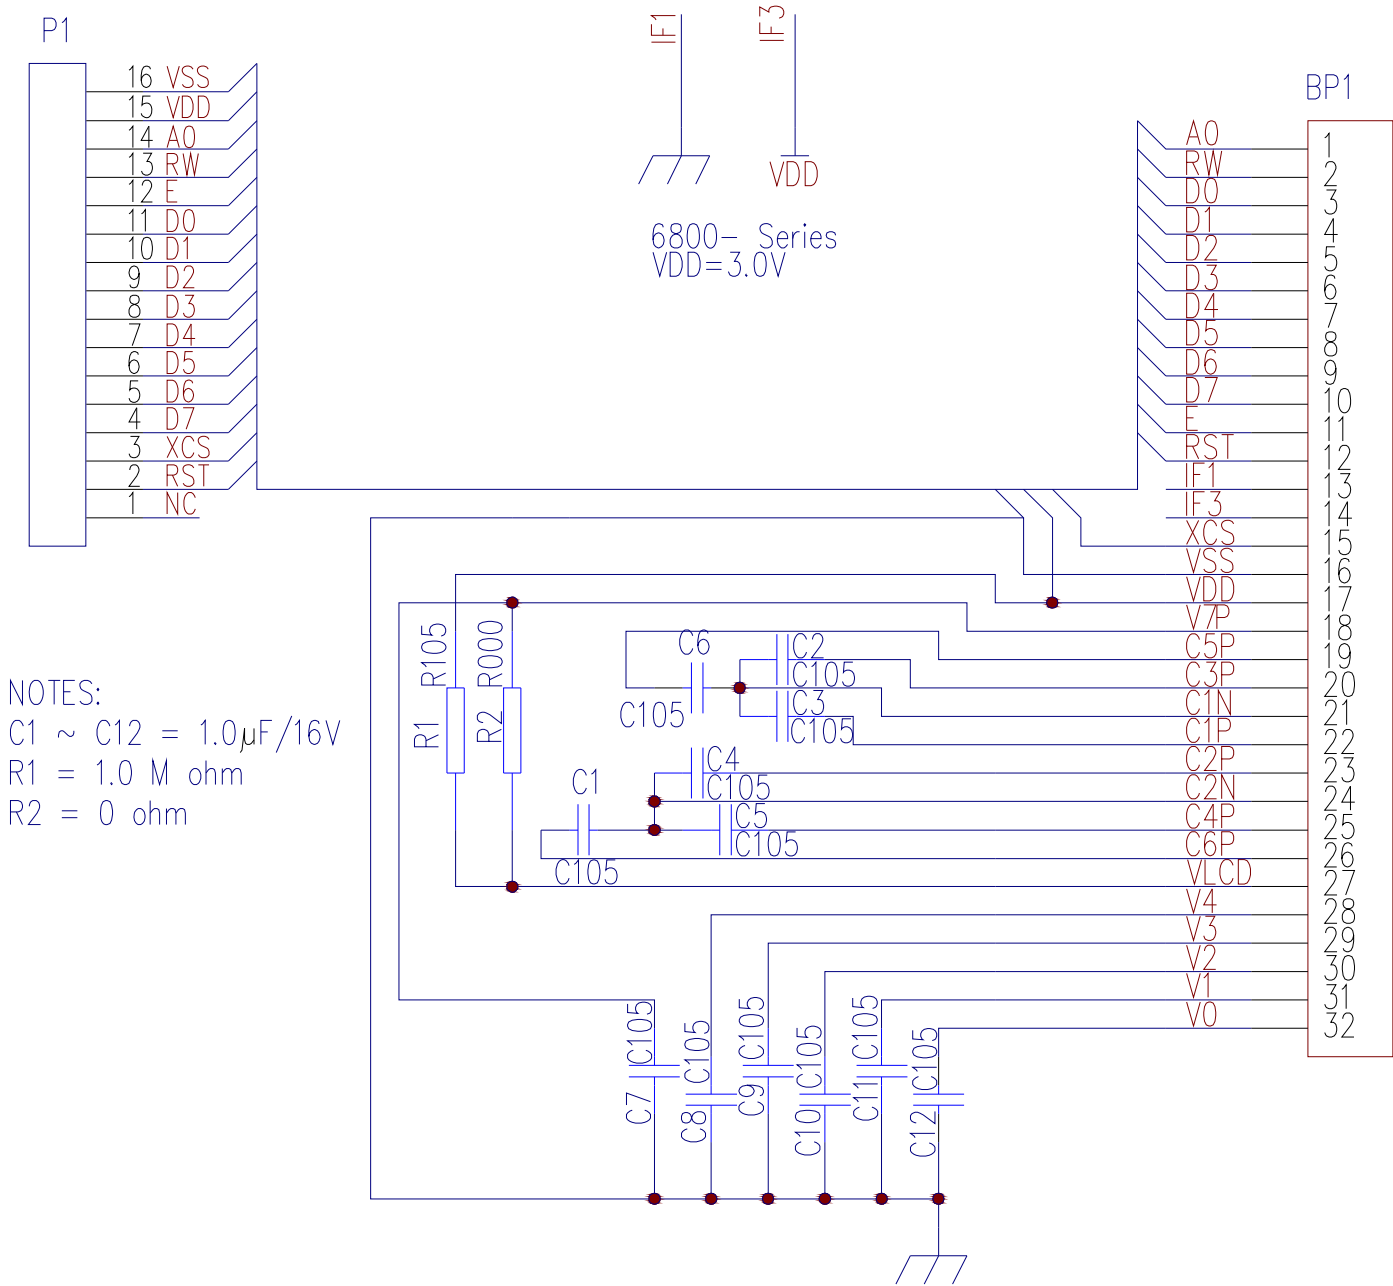 P1
16 VSS
15 VDD
14 A0
13 RW
12 E
11 D0
10 D1
9 D2
8 D3
7 D4
6 D5
5 D6
4 D7
3 XCS
2 RST
1 NC
IF1
IF3
VDD
6800- Series
VDD=3.0V
BP1
A0 1
RW 2
D0 3
D1 4
D2 5
D3 6
D4 7
D5 8
D6 9
D7 10
E 11
RST 12
IF1 13
IF3 14
XCS 15
VSS 16
VDD 17
V7P 18
C5P 19
C3P 20
C1N 21
C1P 22
C2P 23
C2N 24
C4P 25
C6P 26
VLCD 27
V4 28
V3 29
V2 30
V1 31
V0 32
R105
R1
R000
R2
C6
C105
C2
C105
C3
C105
C4
C105
C1
C105
C5
C105
NOTES:
C1 ~ C12 = 1.0µF/16V
R1 = 1.0 M ohm
R2 = 0 ohm
C105
C7
C105
C8
C105
C9
C105
C10
C105
C11
C105
C12